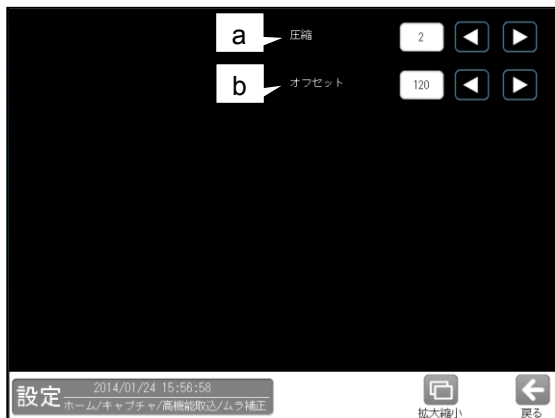 a 圧縮 2
b オフセット 120
設定 2014/01/24 15:56:58
ホーム/キャプチャ/高機能取込/ムラ補正
拡大縮小 戻る